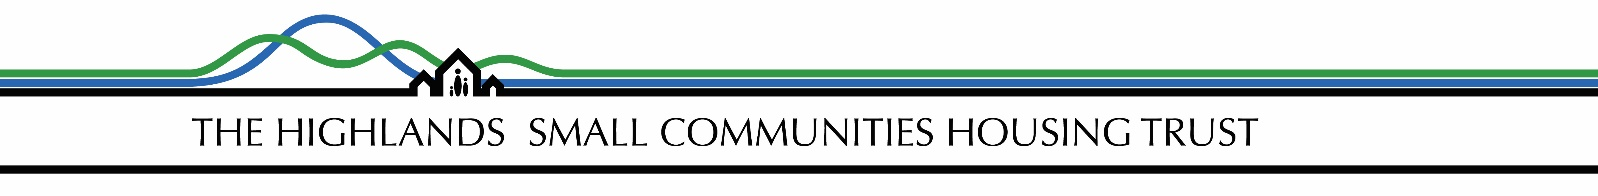 THE HIGHLANDS SMALL COMMUNITIES HOUSING TRUST